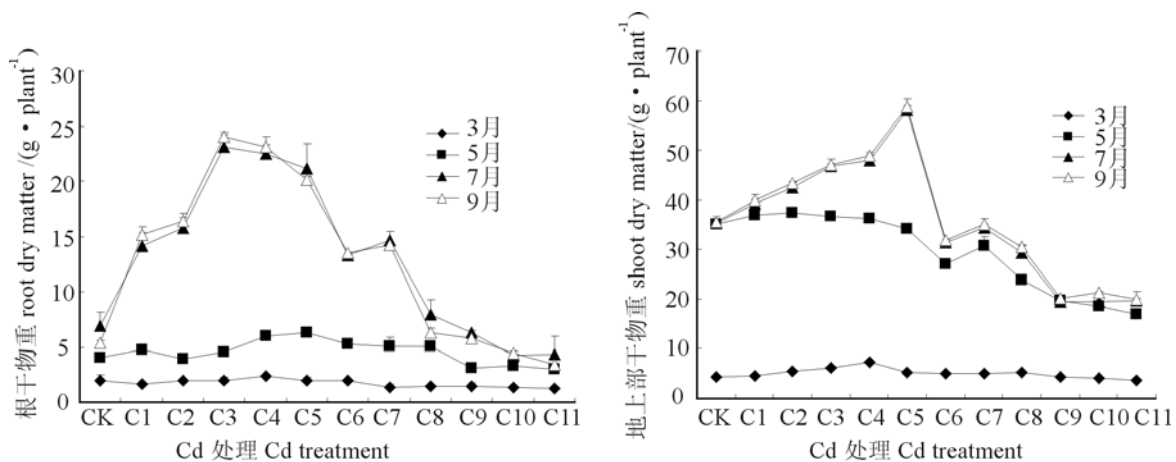 根干物重 root dry matter /(g • plant⁻¹)
30
25
20
15
10
5
0
3月
5月
7月
9月
CK C1 C2 C3 C4 C5 C6 C7 C8 C9 C10 C11
Cd 处理 Cd treatment
地上部干物重 shoot dry matter/(g • plant⁻¹)
70
60
50
40
30
20
10
0
3月
5月
7月
9月
CK C1 C2 C3 C4 C5 C6 C7 C8 C9 C10 C11
Cd 处理 Cd treatment